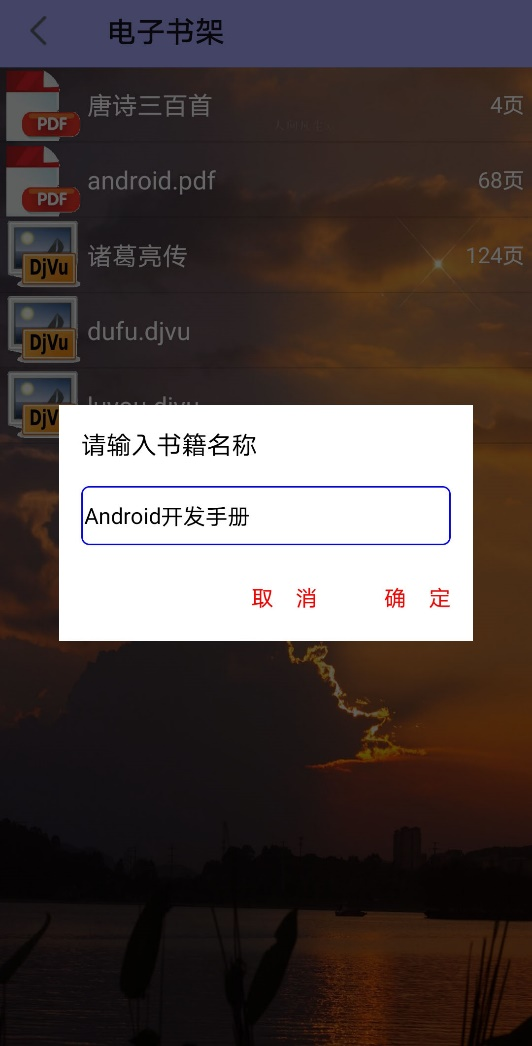 电子书架
PDF
唐诗三百首 4页
PDF
android.pdf 68页
DjVu
诸葛亮传 124页
DjVu
dufu.djvu
请输入书籍名称
Android开发手册
取 消 确 定